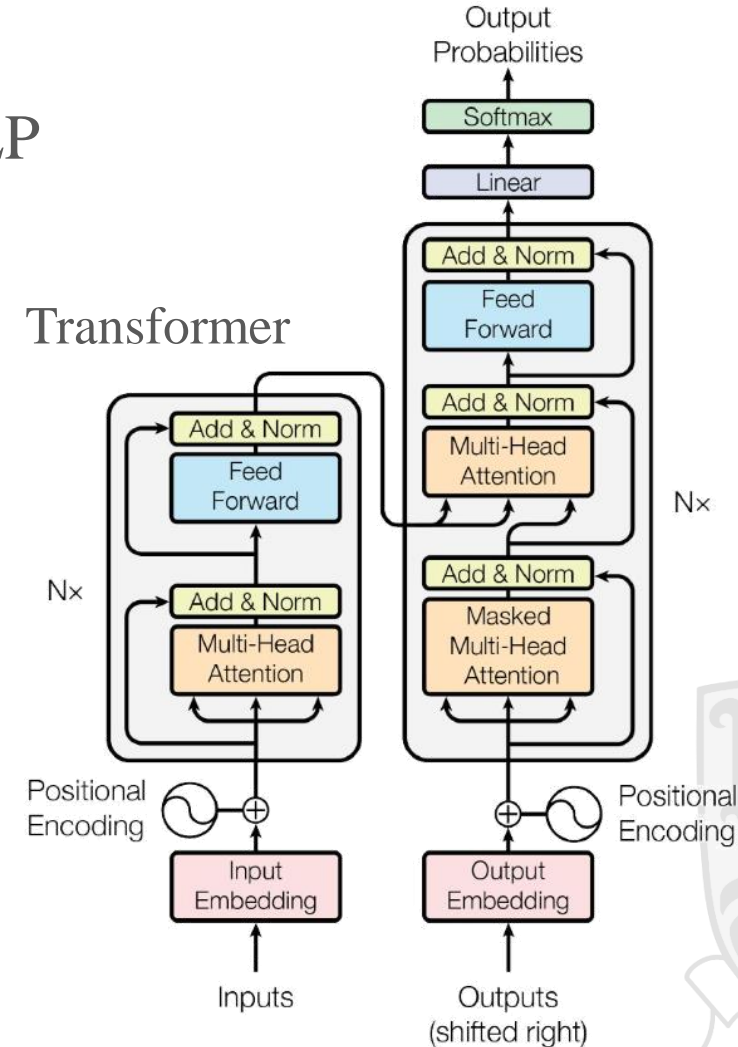 Output
Probabilities
Softmax
Linear
Add & Norm
Feed
Forward
Add & Norm
Multi-Head
Attention
Add & Norm
Masked
Multi-Head
Attention
Nx
Transformer
Add & Norm
Feed
Forward
Add & Norm
Multi-Head
Attention
Nx
Positional
Encoding
Positional
Encoding
Input
Embedding
Output
Embedding
Inputs
Outputs
(shifted right)